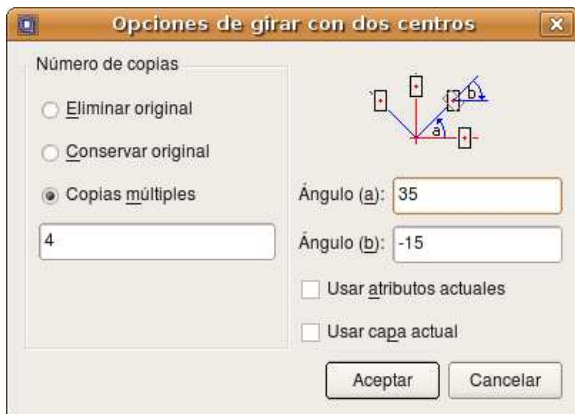 Opciones de girar con dos centros
Número de copias
Eliminar original
Conservar original
Copias múltiples
4
b
a
Ángulo (a): 35
Ángulo (b): -15
Usar atributos actuales
Usar capa actual
Aceptar
Cancelar